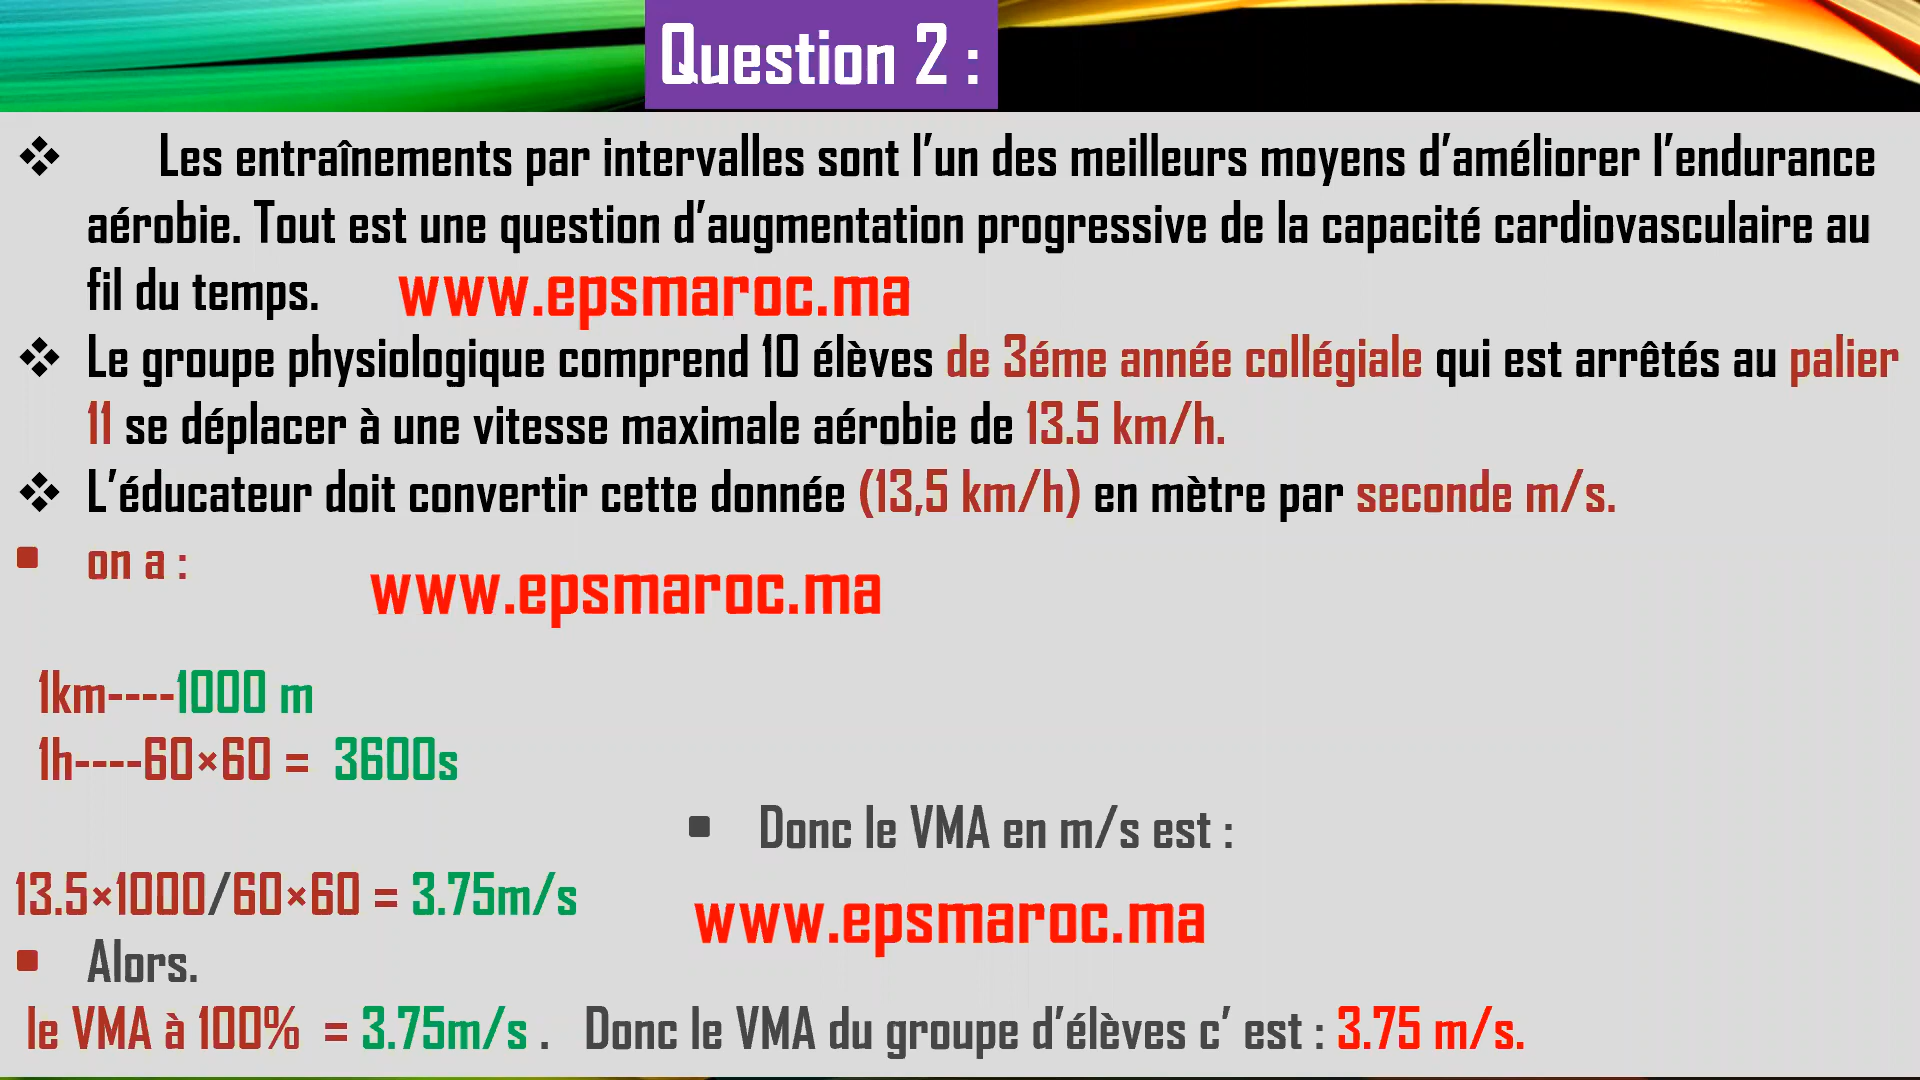 Question 2 :
❖ Les entraînements par intervalles sont l’un des meilleurs moyens d’améliorer l’endurance
aérobie. Tout est une question d’augmentation progressive de la capacité cardiovasculaire au
fil du temps. www.epsmaroc.ma
❖ Le groupe physiologique comprend 10 élèves de 3éme année collégiale qui est arrêtés au palier
11 se déplacer à une vitesse maximale aérobie de 13.5 km/h.
❖ L’éducateur doit convertir cette donnée (13,5 km/h) en mètre par seconde m/s.
▪ on a :
www.epsmaroc.ma
1km----1000 m
1h----60×60 = 3600s
▪ Donc le VMA en m/s est :
13.5×1000/60×60 = 3.75m/s
www.epsmaroc.ma
▪ Alors.
le VMA à 100% = 3.75m/s . Donc le VMA du groupe d’élèves c’ est : 3.75 m/s.